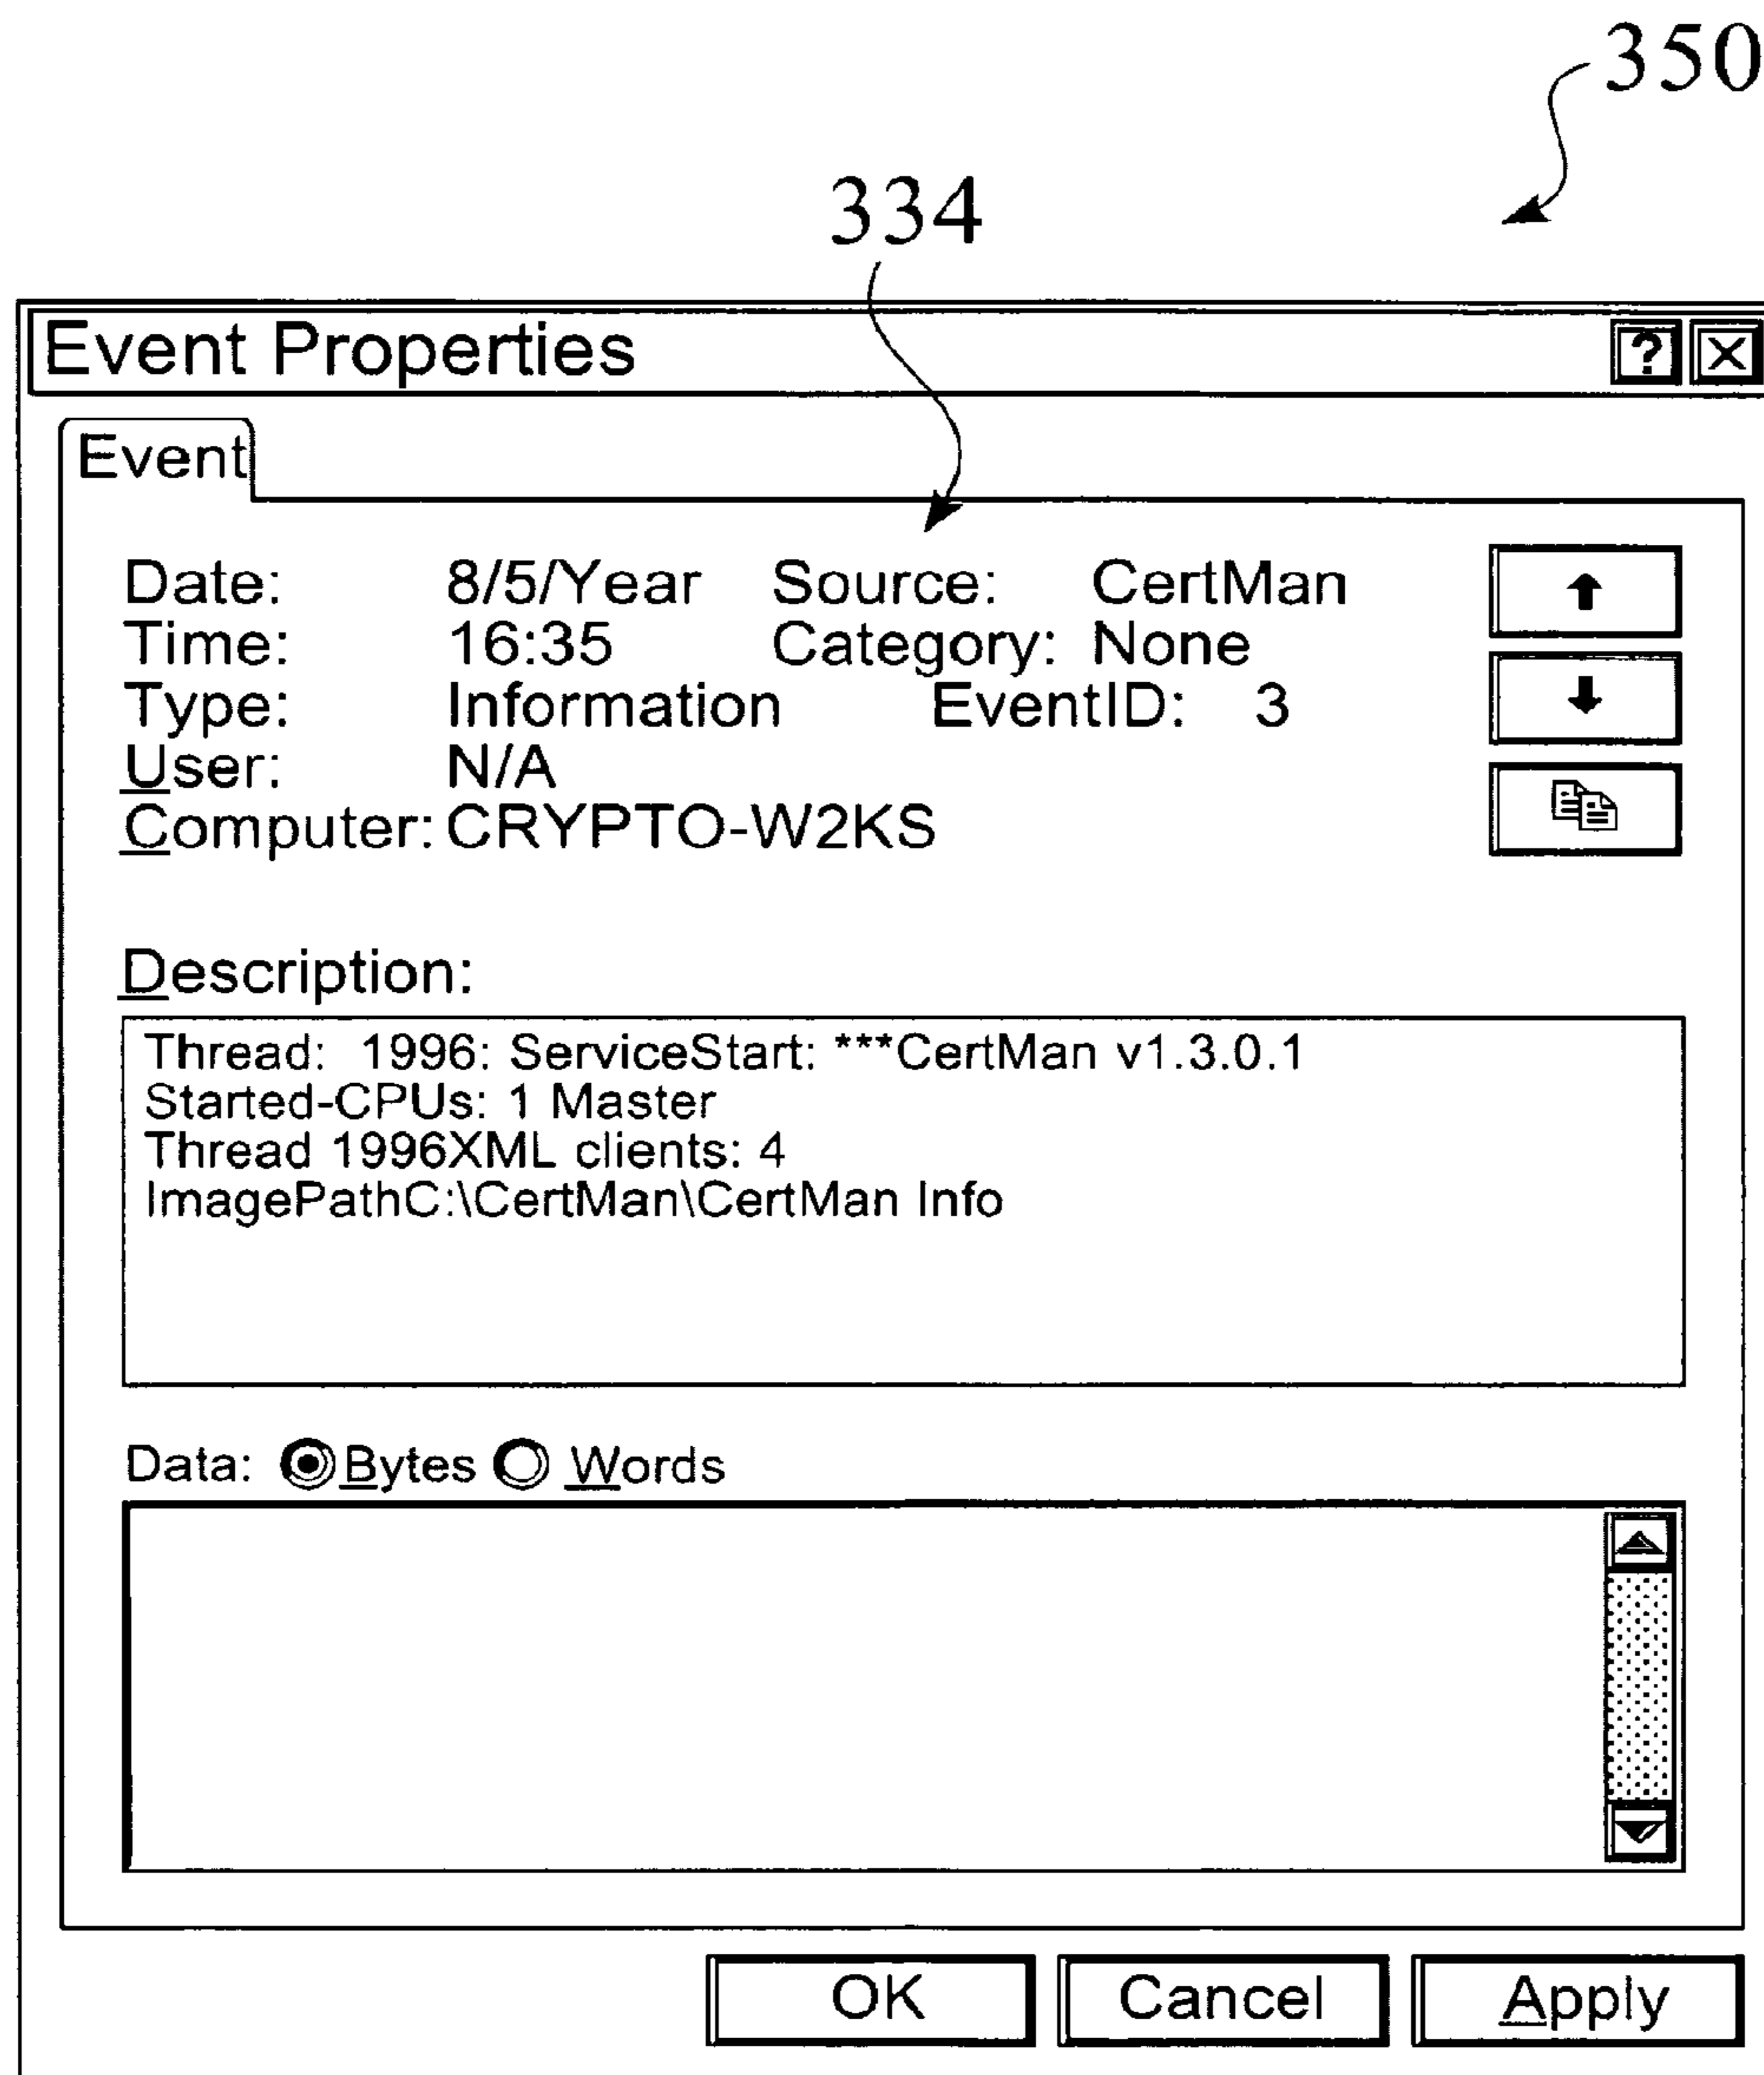 350
334
Event Properties
Event
Date: 8/5/Year Source: CertMan
Time: 16:35 Category: None
Type: Information EventID: 3
User: N/A
Computer: CRYPTO-W2KS
Description:
Thread: 1996: ServiceStart: ***CertMan v1.3.0.1
Started-CPUs: 1 Master
Thread 1996XML clients: 4
ImagePathC:\CertMan\CertMan Info
Data: Bytes Words
OK Cancel Apply